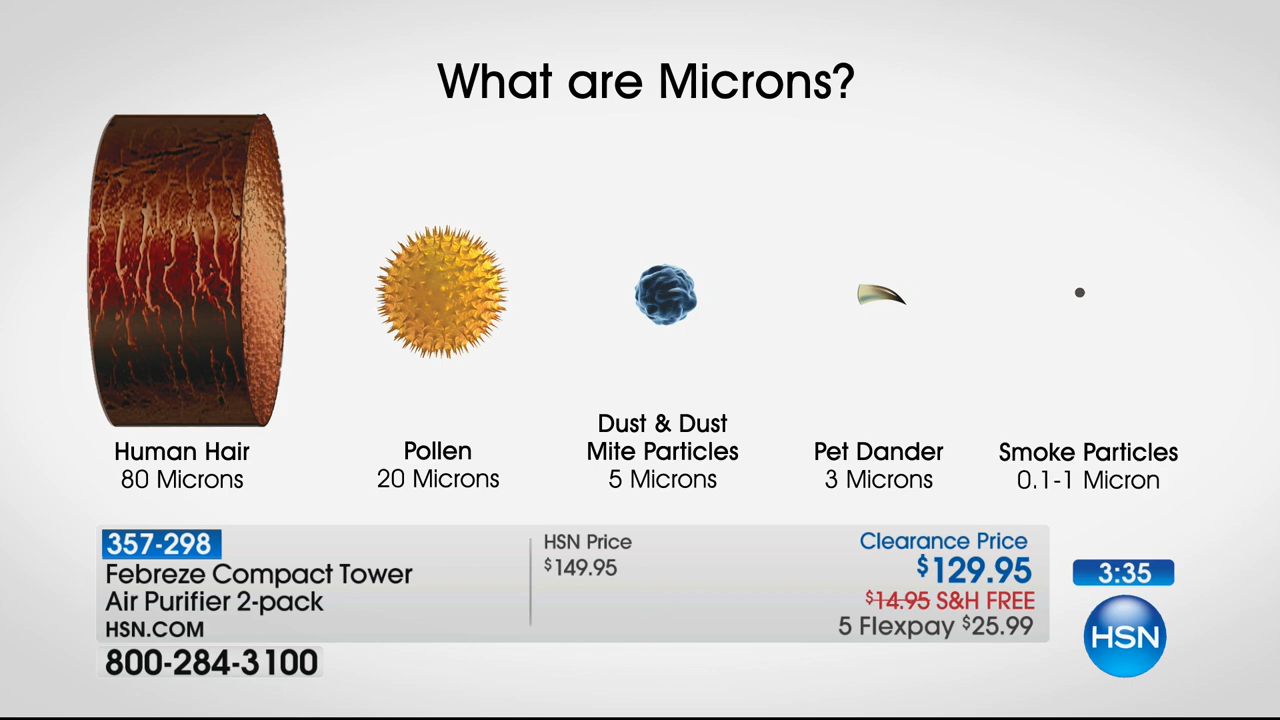 What are Microns?
Human Hair
80 Microns
Pollen
20 Microns
Dust & Dust
Mite Particles
5 Microns
Pet Dander
3 Microns
Smoke Particles
0.1-1 Micron
357-298
Febreze Compact Tower
Air Purifier 2-pack
HSN.COM
800-284-3100
HSN Price
$149.95
Clearance Price
$129.95
$14.95 S&H FREE
5 Flexpay $25.99
3:35
HSN